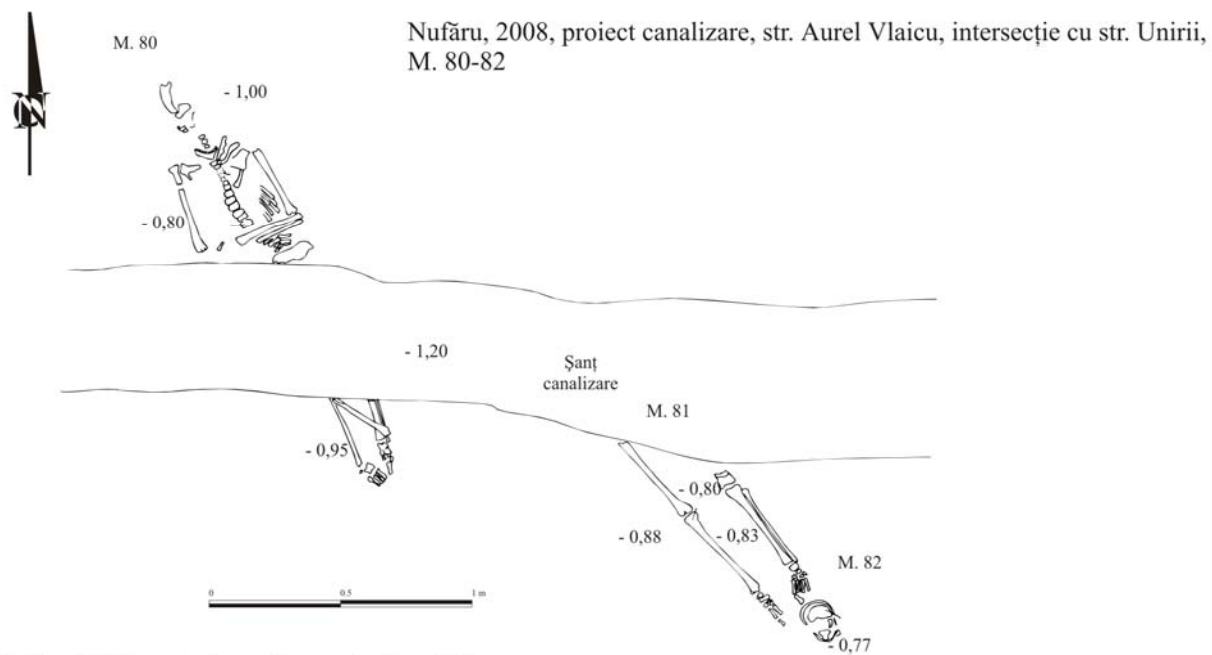 Nufăru, 2008, proiect canalizare, str. Aurel Vlaicu, intersecție cu str. Unirii,
M. 80-82
M. 80
- 1,00
N
- 0,80
- 1,20
Șanț
canalizare
M. 81
- 0,95
- 0,80
- 0,88
- 0,83
M. 82
0
0.5
1 m
- 0,77